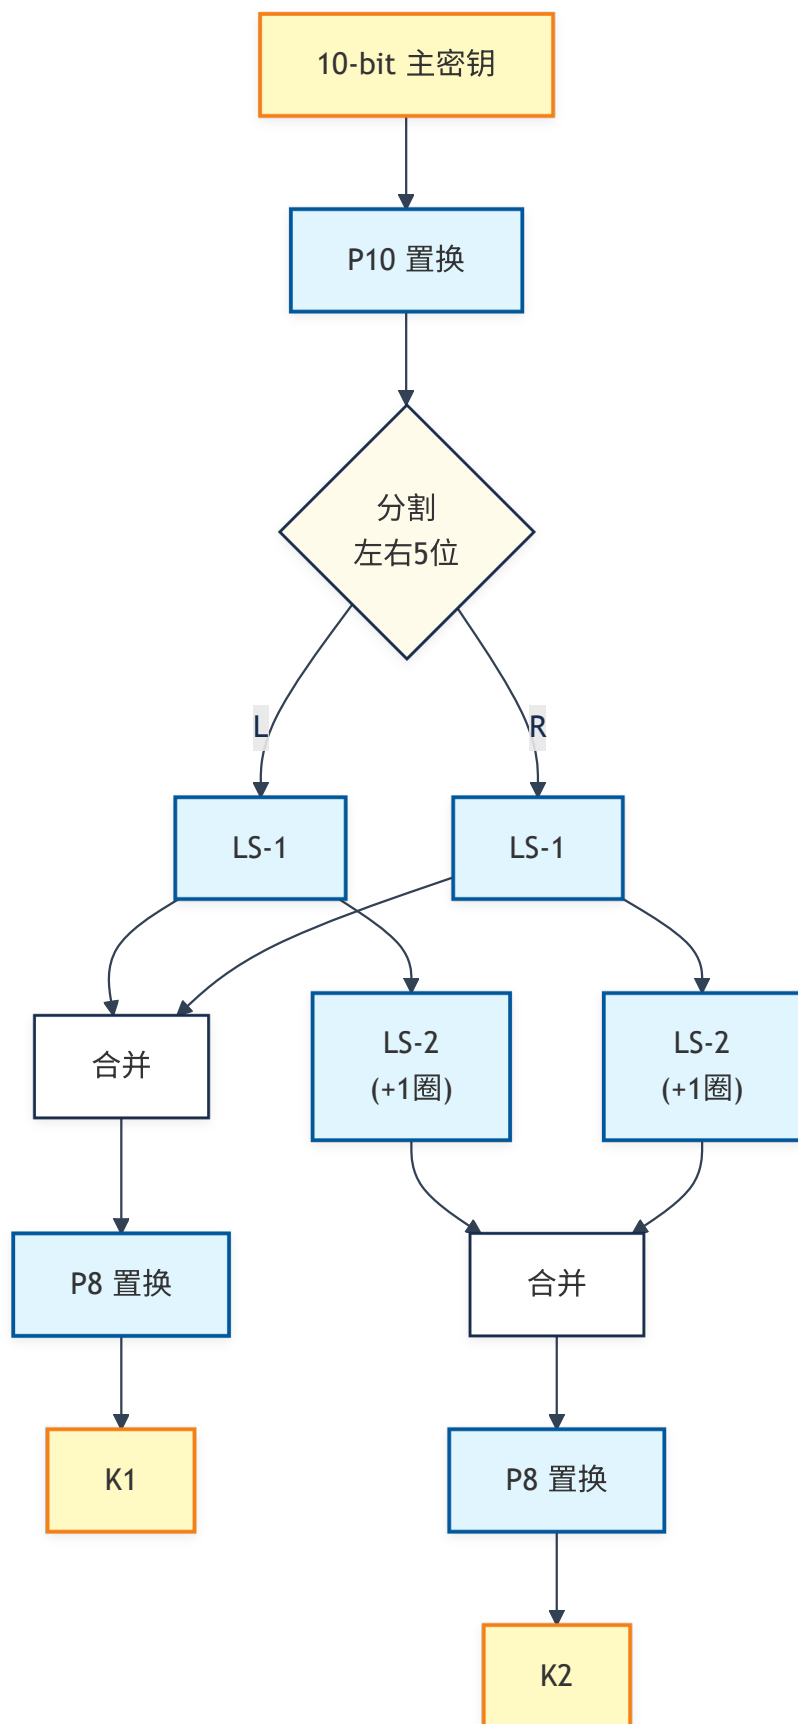 10-bit 主密钥
P10 置换
分割
左右5位
L
R
LS-1
LS-1
合并
LS-2
(+1圈)
LS-2
(+1圈)
P8 置换
合并
K1
P8 置换
K2